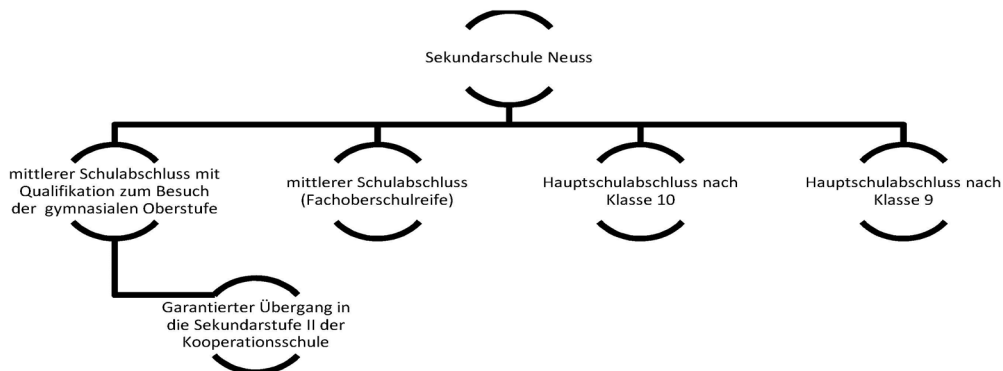 Sekundarschule Neuss
mittlerer Schulabschluss mit
Qualifikation zum Besuch
der gymnasialen Oberstufe
mittlerer Schulabschluss
(Fachoberschulreife)
Hauptschulabschluss nach
Klasse 10
Hauptschulabschluss nach
Klasse 9
Garantierter Übergang in
die Sekundarstufe II der
Kooperationsschule